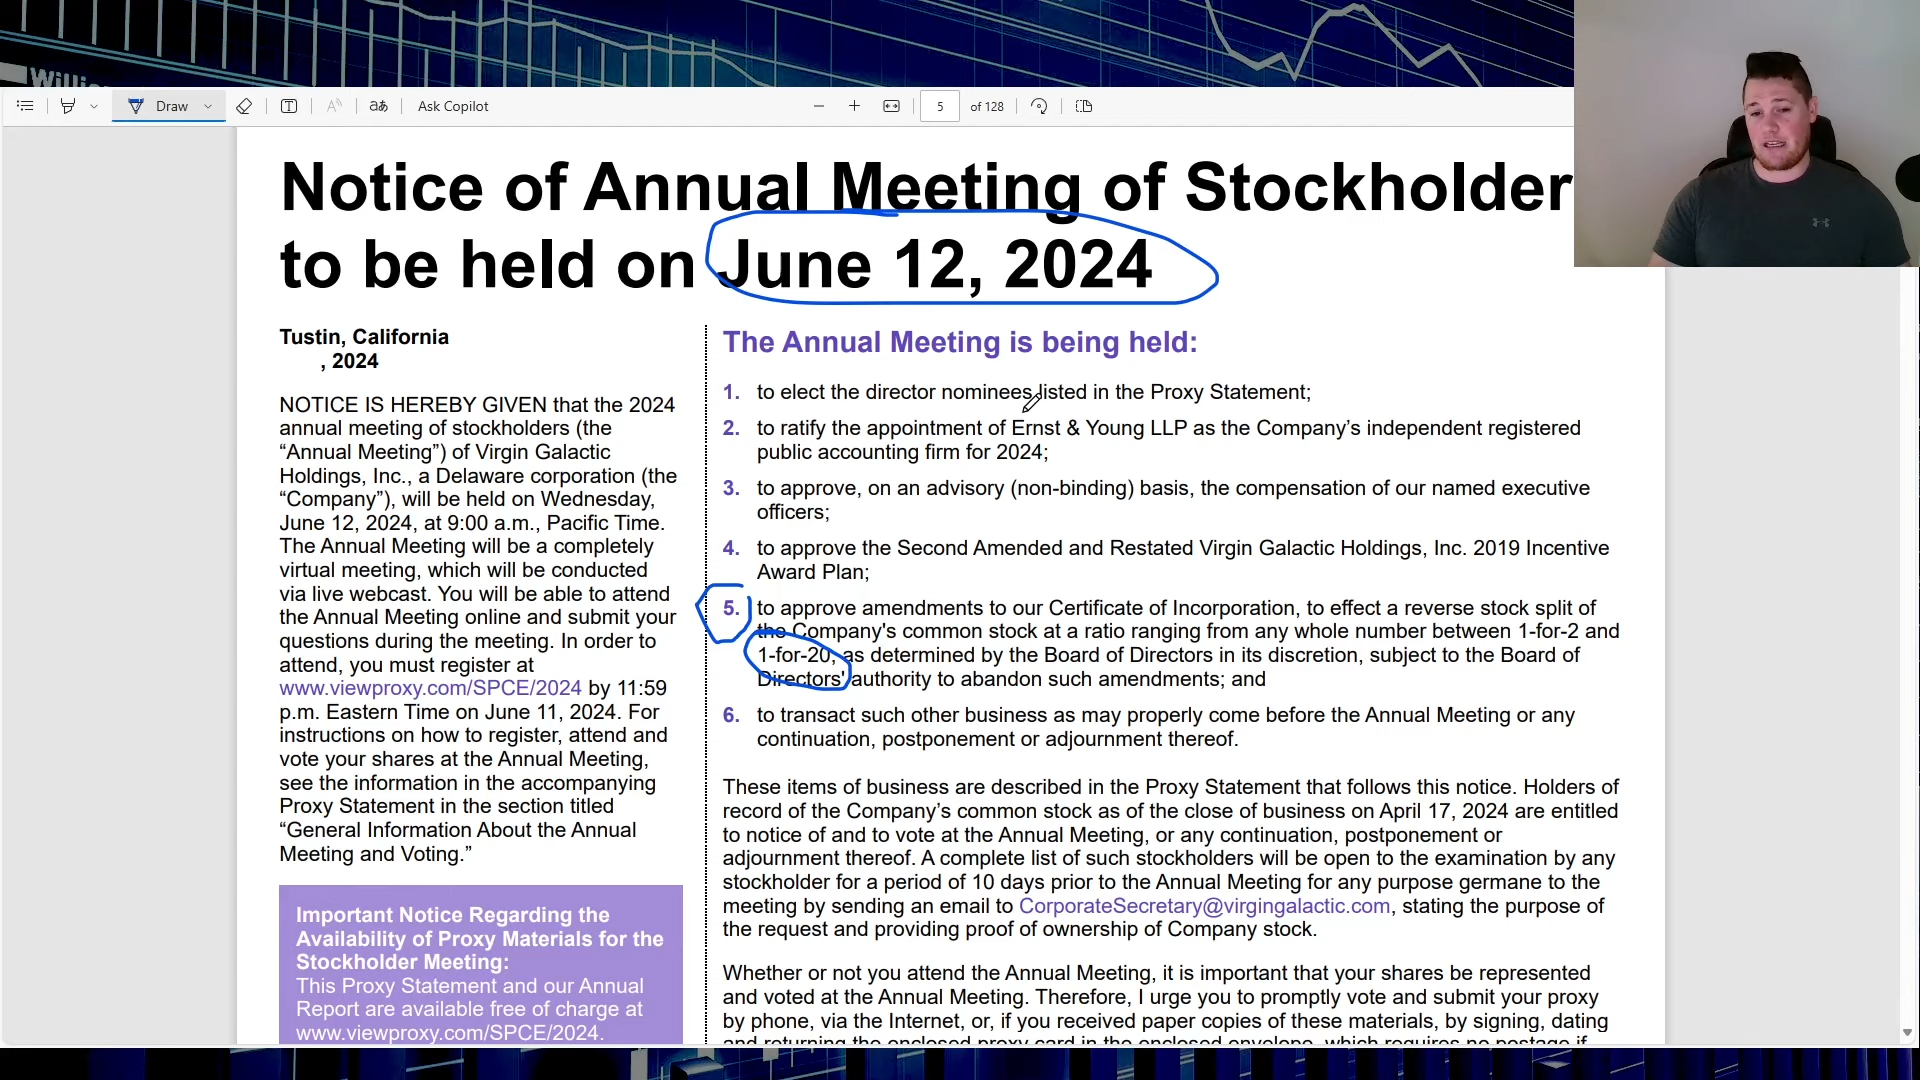 Willi
Draw
aあ
Ask Copilot
5
of 128
Notice of Annual Meeting of Stockholder
to be held on June 12, 2024
Tustin, California
, 2024
NOTICE IS HEREBY GIVEN that the 2024
annual meeting of stockholders (the
“Annual Meeting”) of Virgin Galactic
Holdings, Inc., a Delaware corporation (the
“Company”), will be held on Wednesday,
June 12, 2024, at 9:00 a.m., Pacific Time.
The Annual Meeting will be a completely
virtual meeting, which will be conducted
via live webcast. You will be able to attend
the Annual Meeting online and submit your
questions during the meeting. In order to
attend, you must register at
www.viewproxy.com/SPCE/2024 by 11:59
p.m. Eastern Time on June 11, 2024. For
instructions on how to register, attend and
vote your shares at the Annual Meeting,
see the information in the accompanying
Proxy Statement in the section titled
“General Information About the Annual
Meeting and Voting.”
Important Notice Regarding the
Availability of Proxy Materials for the
Stockholder Meeting:
This Proxy Statement and our Annual
Report are available free of charge at
www.viewproxy.com/SPCE/2024.
The Annual Meeting is being held:
1. to elect the director nominees listed in the Proxy Statement;
2. to ratify the appointment of Ernst & Young LLP as the Company’s independent registered
public accounting firm for 2024;
3. to approve, on an advisory (non-binding) basis, the compensation of our named executive
officers;
4. to approve the Second Amended and Restated Virgin Galactic Holdings, Inc. 2019 Incentive
Award Plan;
5. to approve amendments to our Certificate of Incorporation, to effect a reverse stock split of
the Company's common stock at a ratio ranging from any whole number between 1-for-2 and
1-for-20, as determined by the Board of Directors in its discretion, subject to the Board of
Directors' authority to abandon such amendments; and
6. to transact such other business as may properly come before the Annual Meeting or any
continuation, postponement or adjournment thereof.
These items of business are described in the Proxy Statement that follows this notice. Holders of
record of the Company’s common stock as of the close of business on April 17, 2024 are entitled
to notice of and to vote at the Annual Meeting, or any continuation, postponement or
adjournment thereof. A complete list of such stockholders will be open to the examination by any
stockholder for a period of 10 days prior to the Annual Meeting for any purpose germane to the
meeting by sending an email to CorporateSecretary@virgingalactic.com, stating the purpose of
the request and providing proof of ownership of Company stock.
Whether or not you attend the Annual Meeting, it is important that your shares be represented
and voted at the Annual Meeting. Therefore, I urge you to promptly vote and submit your proxy
by phone, via the Internet, or, if you received paper copies of these materials, by signing, dating
and returning the enclosed proxy card in the enclosed envelope, which requires no postage if